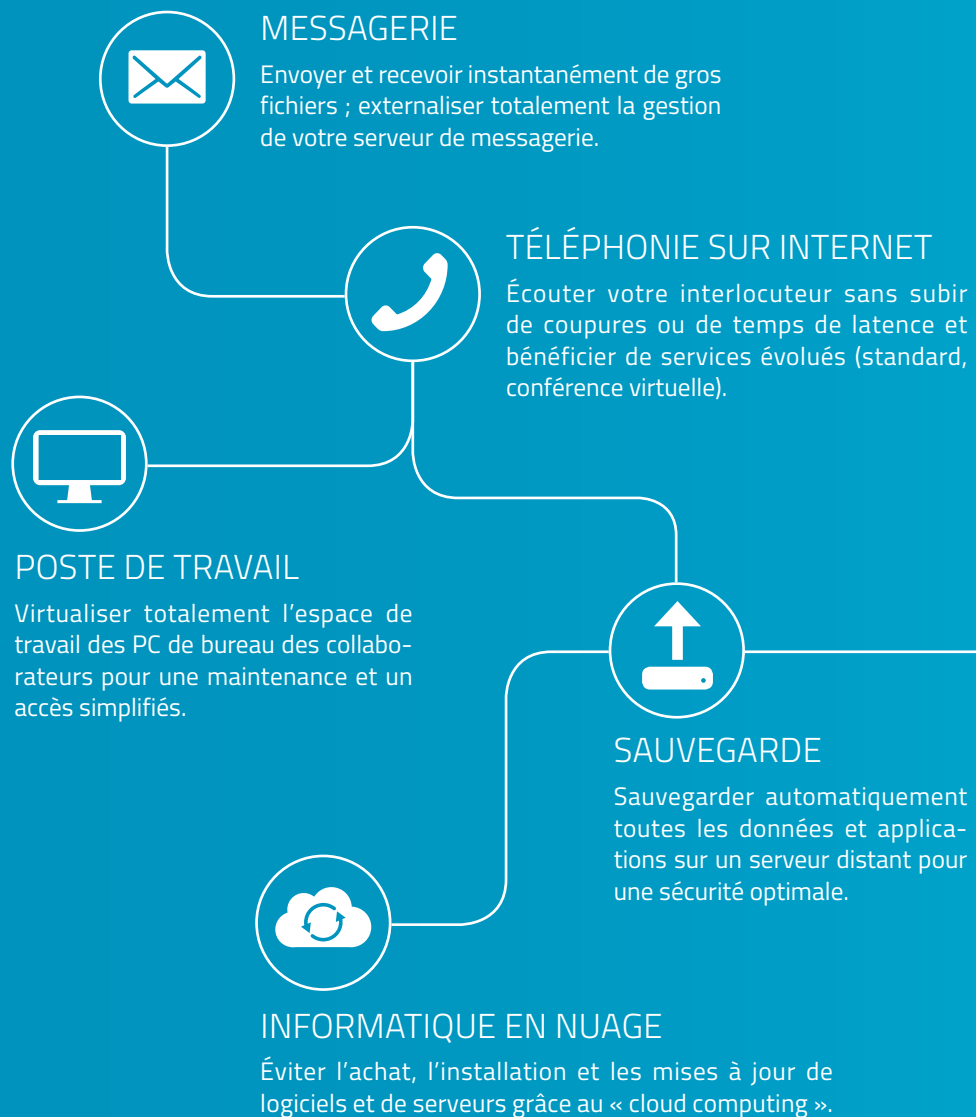 MESSAGERIE
Envoyer et recevoir instantanément de gros
fichiers ; externaliser totalement la gestion
de votre serveur de messagerie.
TÉLÉPHONIE SUR INTERNET
Écouter votre interlocuteur sans subir
de coupures ou de temps de latence et
bénéficier de services évolués (standard,
conférence virtuelle).
POSTE DE TRAVAIL
Virtualiser totalement l’espace de
travail des PC de bureau des collabo-
rateurs pour une maintenance et un
accès simplifiés.
SAUVEGARDE
Sauvegarder automatiquement
toutes les données et applica-
tions sur un serveur distant pour
une sécurité optimale.
INFORMATIQUE EN NUAGE
Éviter l’achat, l’installation et les mises à jour de
logiciels et de serveurs grâce au « cloud computing ».